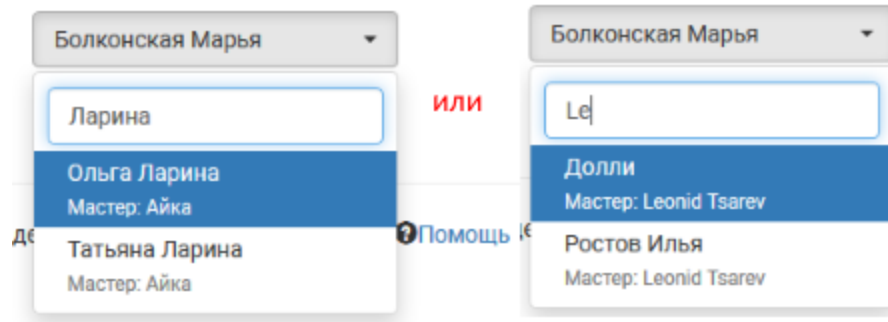 Болконская Марья
Ларина
Ольга Ларина
Мастер: Айка
Татьяна Ларина
Мастер: Айка
де
Помощь
или
Болконская Марья
Le
Долли
Мастер: Leonid Tsarev
Ростов Илья
Мастер: Leonid Tsarev